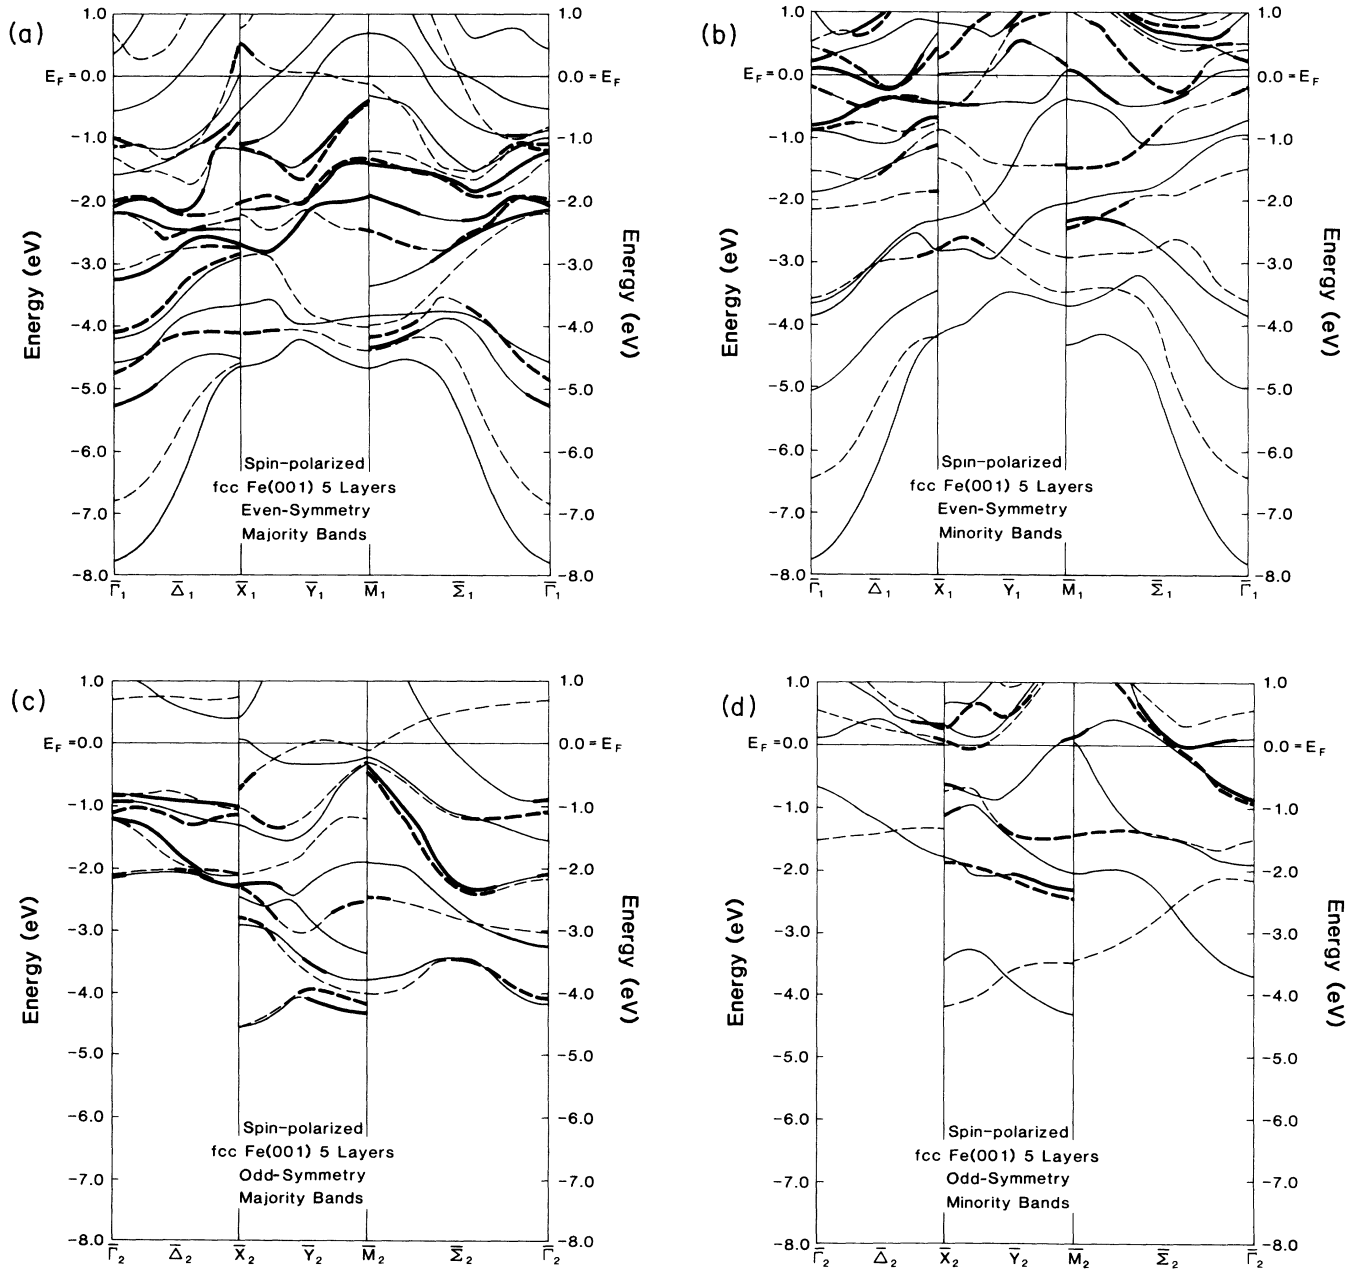 (a)
1.0
E_F = 0.0
-1.0
-2.0
-3.0
-4.0
-5.0
-6.0
-7.0
-8.0
Energy (eV)
1.0
0.0 = E_F
-1.0
-2.0
-3.0
-4.0
-5.0
-6.0
-7.0
-8.0
Energy (eV)
Spin-polarized
fcc Fe(001) 5 Layers
Even-Symmetry
Majority Bands
Γ̅₁ Δ̅₁ X̅₁ Y̅₁ M̅₁ Σ̅₁ Γ̅₁
(b)
1.0
E_F = 0.0
-1.0
-2.0
-3.0
-4.0
-5.0
-6.0
-7.0
-8.0
Energy (eV)
1.0
0.0 = E_F
-1.0
-2.0
-3.0
-4.0
-5.0
-6.0
-7.0
-8.0
Energy (eV)
Spin-polarized
fcc Fe(001) 5 Layers
Even-Symmetry
Minority Bands
Γ̅₁ Δ̅₁ X̅₁ Y̅₁ M̅₁ Σ̅₁ Γ̅₁
(c)
1.0
E_F = 0.0
-1.0
-2.0
-3.0
-4.0
-5.0
-6.0
-7.0
-8.0
Energy (eV)
1.0
0.0 = E_F
-1.0
-2.0
-3.0
-4.0
-5.0
-6.0
-7.0
-8.0
Energy (eV)
Spin-polarized
fcc Fe(001) 5 Layers
Odd-Symmetry
Majority Bands
Γ̅₂ Δ̅₂ X̅₂ Y̅₂ M̅₂ Σ̅₂ Γ̅₂
(d)
1.0
E_F = 0.0
-1.0
-2.0
-3.0
-4.0
-5.0
-6.0
-7.0
-8.0
Energy (eV)
1.0
0.0 = E_F
-1.0
-2.0
-3.0
-4.0
-5.0
-6.0
-7.0
-8.0
Energy (eV)
Spin-polarized
fcc Fe(001) 5 Layers
Odd-Symmetry
Minority Bands
Γ̅₂ Δ̅₂ X̅₂ Y̅₂ M̅₂ Σ̅₂ Γ̅₂